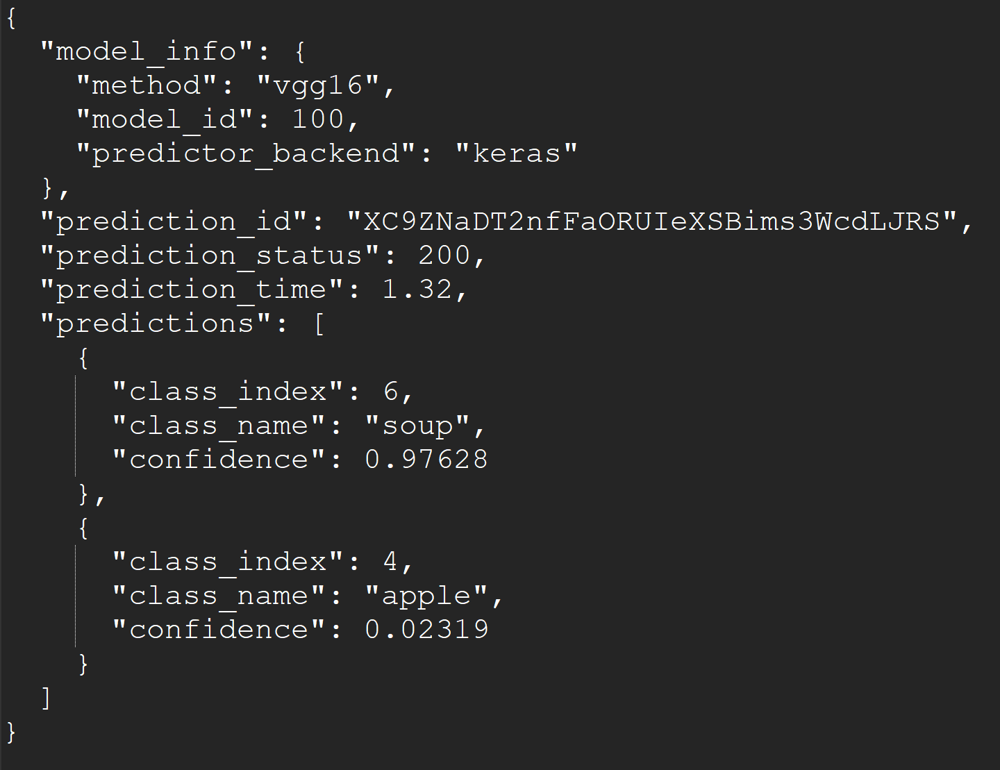 {
  "model_info": {
    "method": "vgg16",
    "model_id": 100,
    "predictor_backend": "keras"
  },
  "prediction_id": "XC9ZNaDT2nfFaORUIeXSBims3WcdLJRS",
  "prediction_status": 200,
  "prediction_time": 1.32,
  "predictions": [
    {
      "class_index": 6,
      "class_name": "soup",
      "confidence": 0.97628
    },
    {
      "class_index": 4,
      "class_name": "apple",
      "confidence": 0.02319
    }
  ]
}